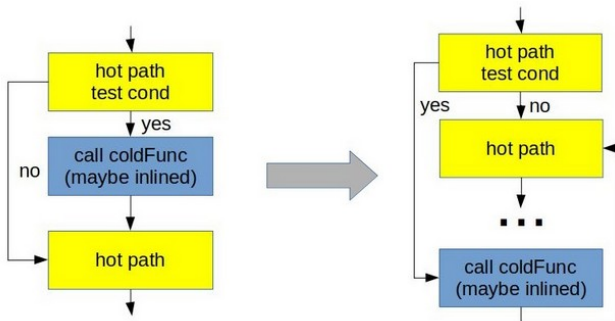 hot path
test cond
yes
call coldFunc
(maybe inlined)
no
hot path
hot path
test cond
yes
no
hot path
...
call coldFunc
(maybe inlined)